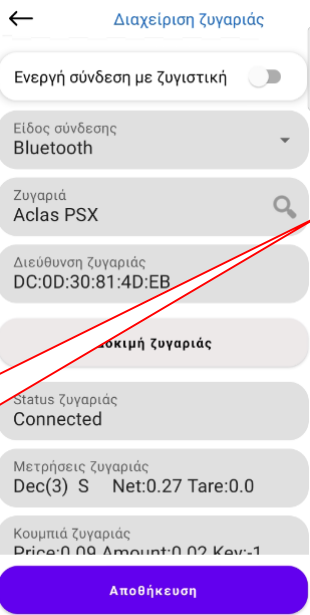 Διαχείριση ζυγαριάς
Ενεργή σύνδεση με ζυγιστική
Είδος σύνδεσης
Bluetooth
Ζυγαριά
Aclas PSX
Διεύθυνση ζυγαριάς
DC:0D:30:81:4D:EB
ζυγαριάς
Status ζυγαριάς
Connected
Μετρήσεις ζυγαριάς
Dec(3) S Net:0.27 Tare:0.0
Κουμπιά ζυγαριάς
Price:0.09 Amount:0.02 Key:-1
Αποθήκευση